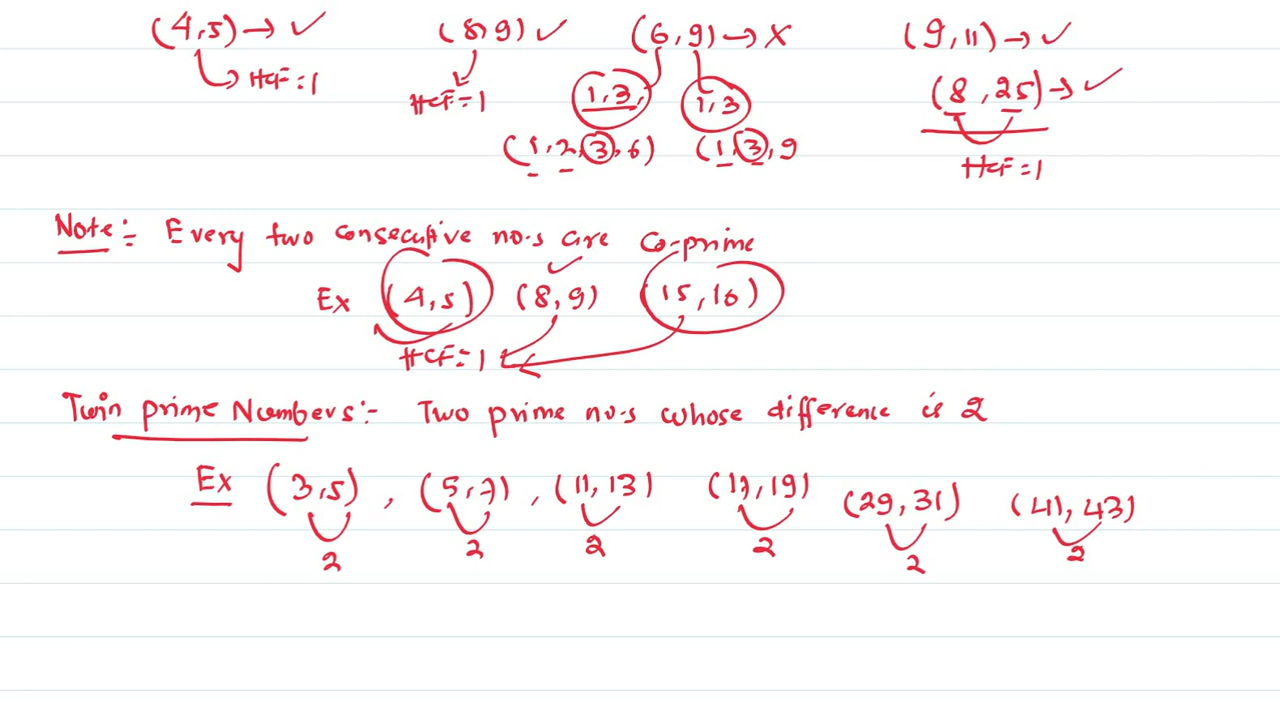 (4,5)→✓ (8,9)✓ (6,9)→X (9,11)→✓
HCF=1 HCF=1 1,3, 1,3 (8,25)→✓
(1,2,3,6) (1,3,9 HCF=1
Note:- Every two consecutive no.s are co-prime
Ex (4,5) (8,9) (15,16)
HCF=1
Twin prime Numbers:- Two prime no.s whose difference is 2
Ex (3,5), (5,7), (11,13) (17,19) (29,31) (41,43)
2 2 2 2 2 2